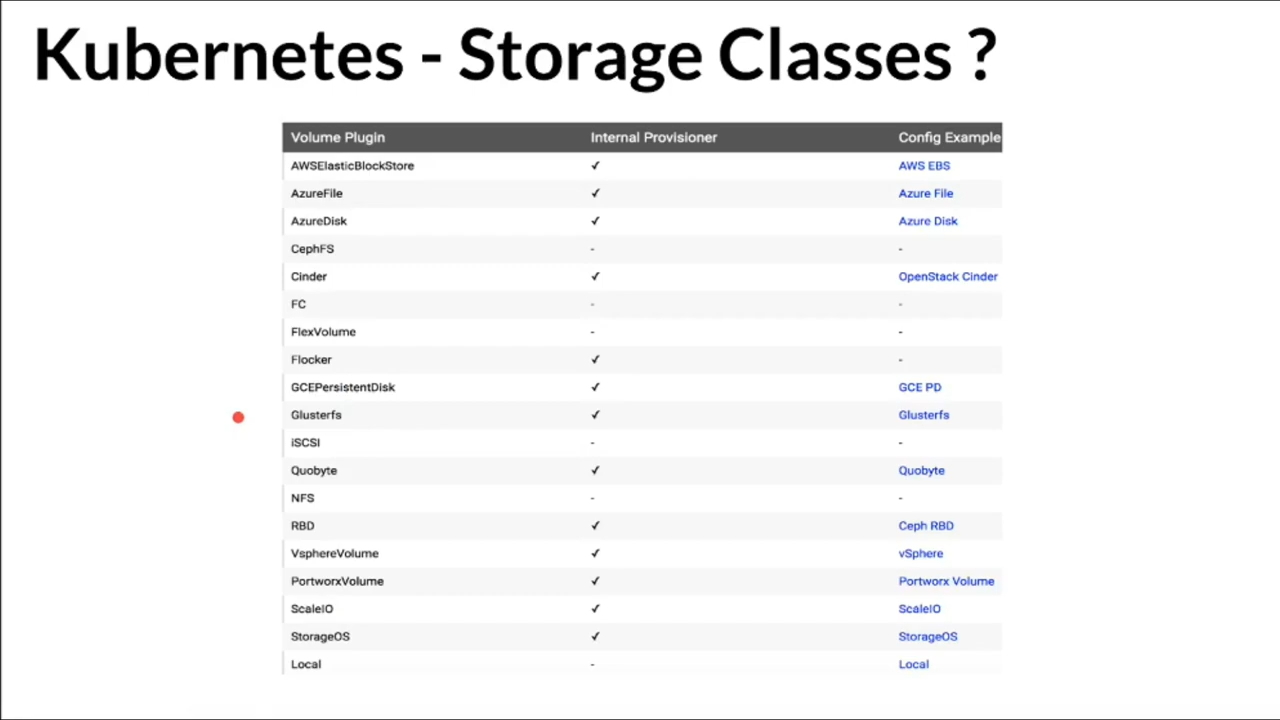 Kubernetes - Storage Classes ?
Volume Plugin Internal Provisioner Config Example
AWSElasticBlockStore ✓ AWS EBS
AzureFile ✓ Azure File
AzureDisk ✓ Azure Disk
CephFS - -
Cinder ✓ OpenStack Cinder
FC - -
FlexVolume - -
Flocker ✓ -
GCEPersistentDisk ✓ GCE PD
Glusterfs ✓ Glusterfs
iSCSI - -
Quobyte ✓ Quobyte
NFS - -
RBD ✓ Ceph RBD
VsphereVolume ✓ vSphere
PortworxVolume ✓ Portworx Volume
ScaleIO ✓ ScaleIO
StorageOS ✓ StorageOS
Local - Local